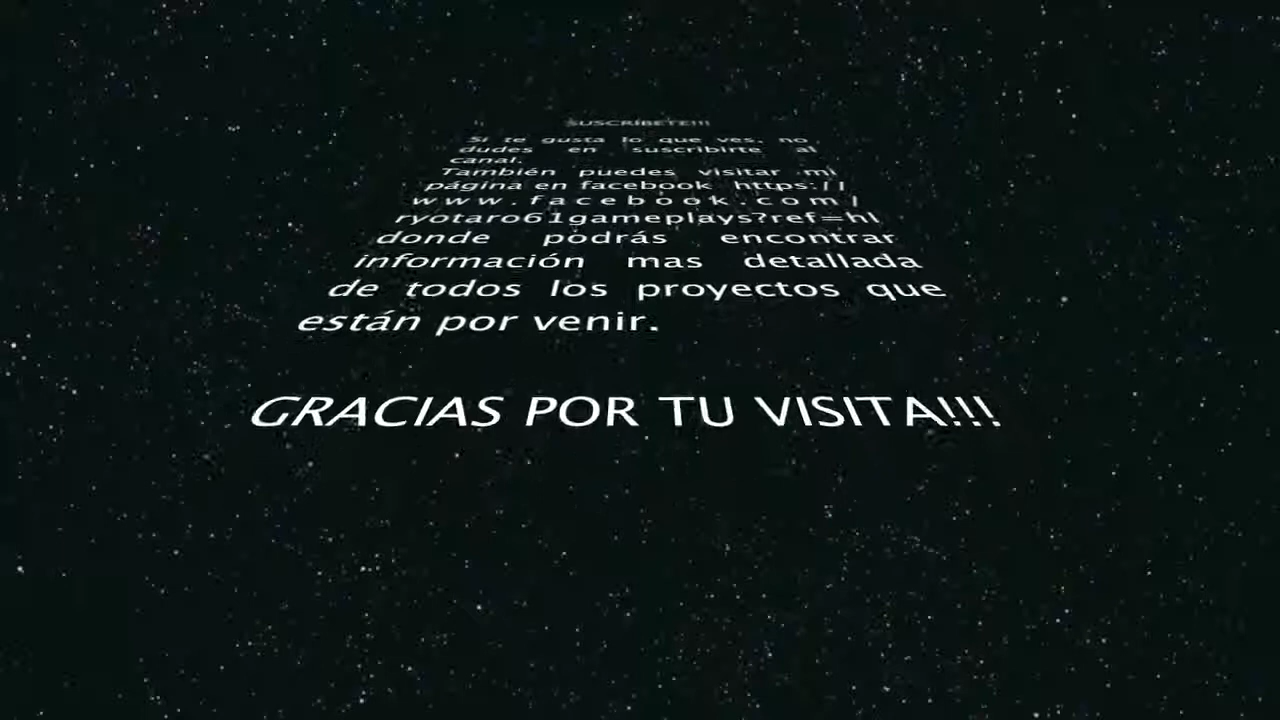 SUSCRÍBETE!!!
Si te gusta lo que ves, no
dudes en suscribirte al
canal.
También puedes visitar mi
página en facebook https://
www.facebook.com/
ryotaro61gameplays?ref=hl
donde podrás encontrar
información mas detallada
de todos los proyectos que
están por venir.
GRACIAS POR TU VISITA!!!